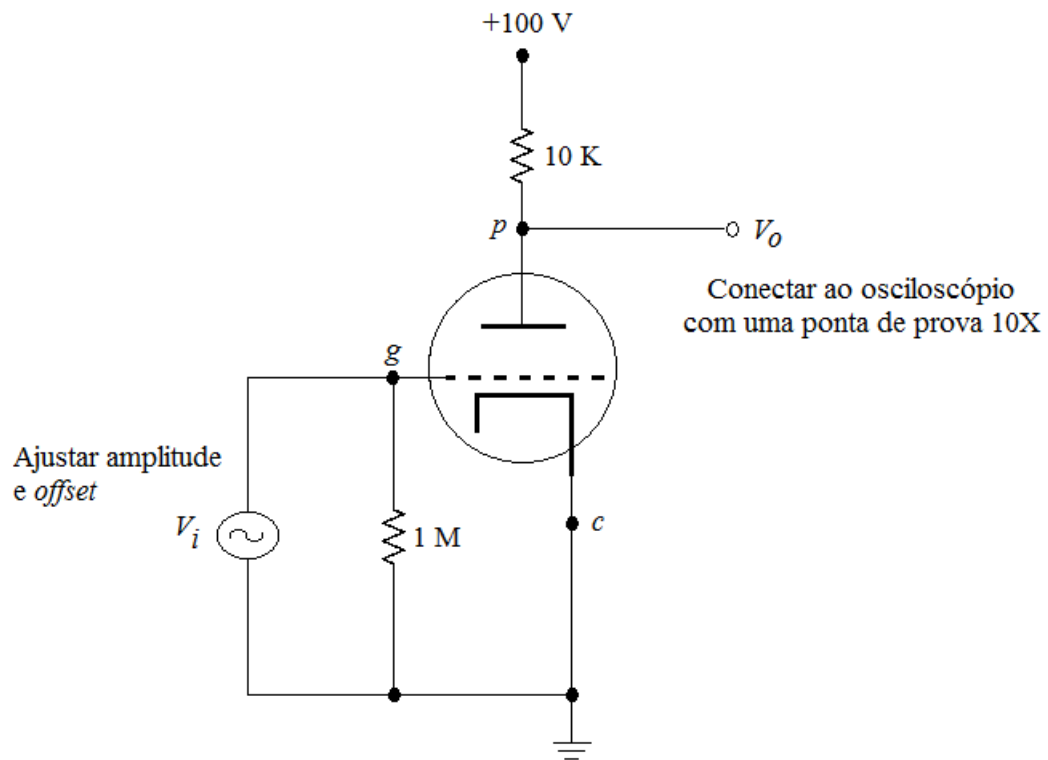 +100 V
10 K
p
V_o
Conectar ao osciloscópio
com uma ponta de prova 10X
g
Ajustar amplitude
e offset
V_i
1 M
c